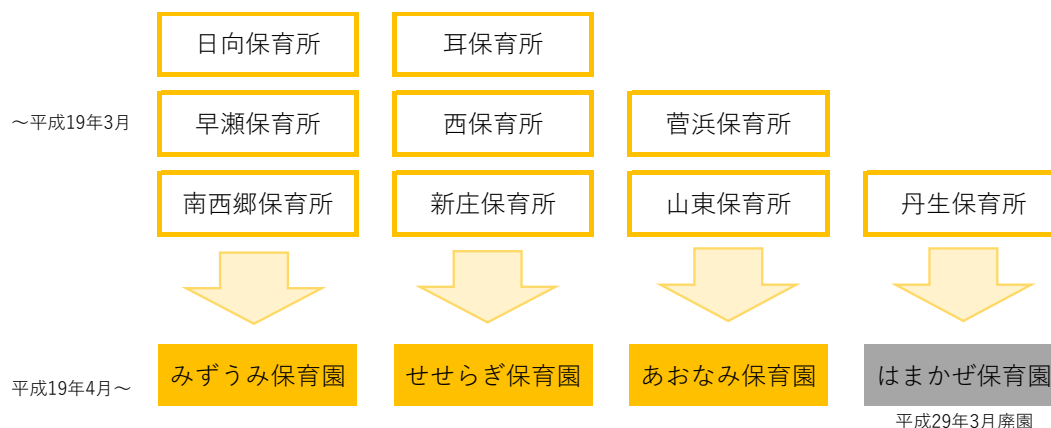 日向保育所
耳保育所
～平成19年3月
早瀬保育所
西保育所
菅浜保育所
南西郷保育所
新庄保育所
山東保育所
丹生保育所
平成19年4月～
みずうみ保育園
せせらぎ保育園
あおなみ保育園
はまかぜ保育園
平成29年3月廃園